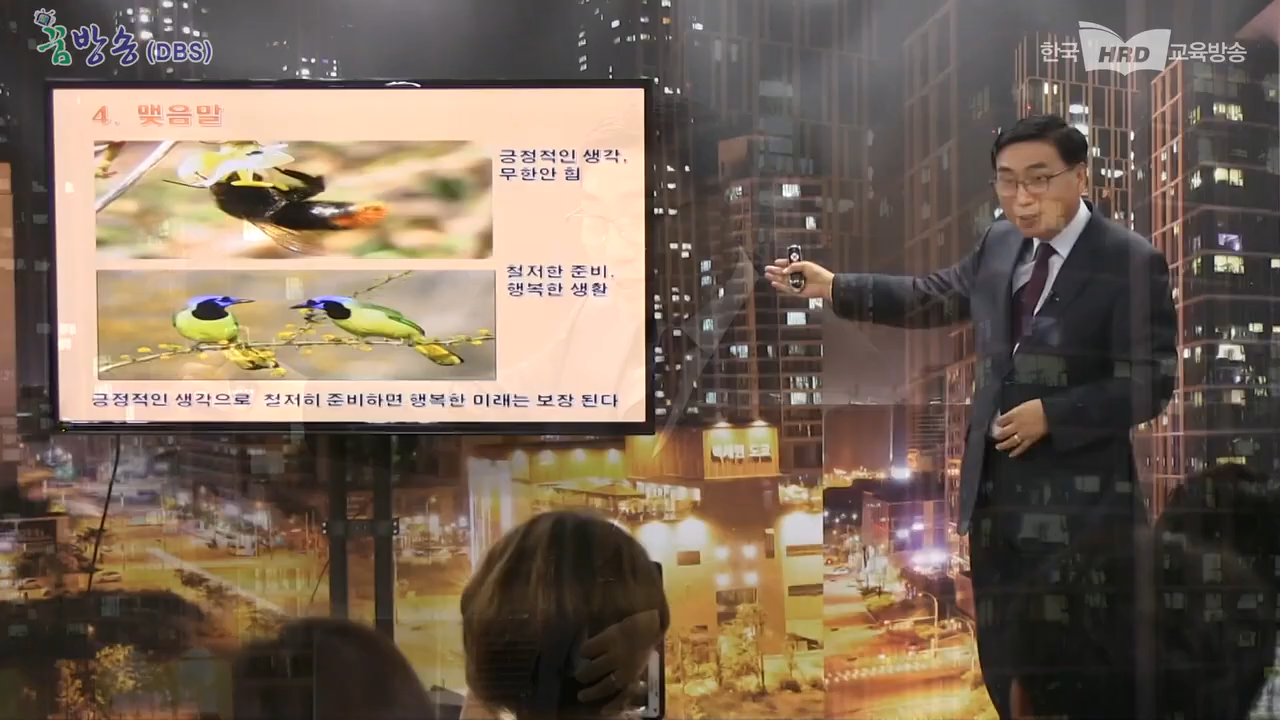 꿈방송(DBS)
한국 HRD 교육방송
4. 맺음말
긍정적인 생각,
무한안 힘
철저한 준비,
행복한 생활
긍정적인 생각으로 철저히 준비하면 행복한 미래는 보장 된다